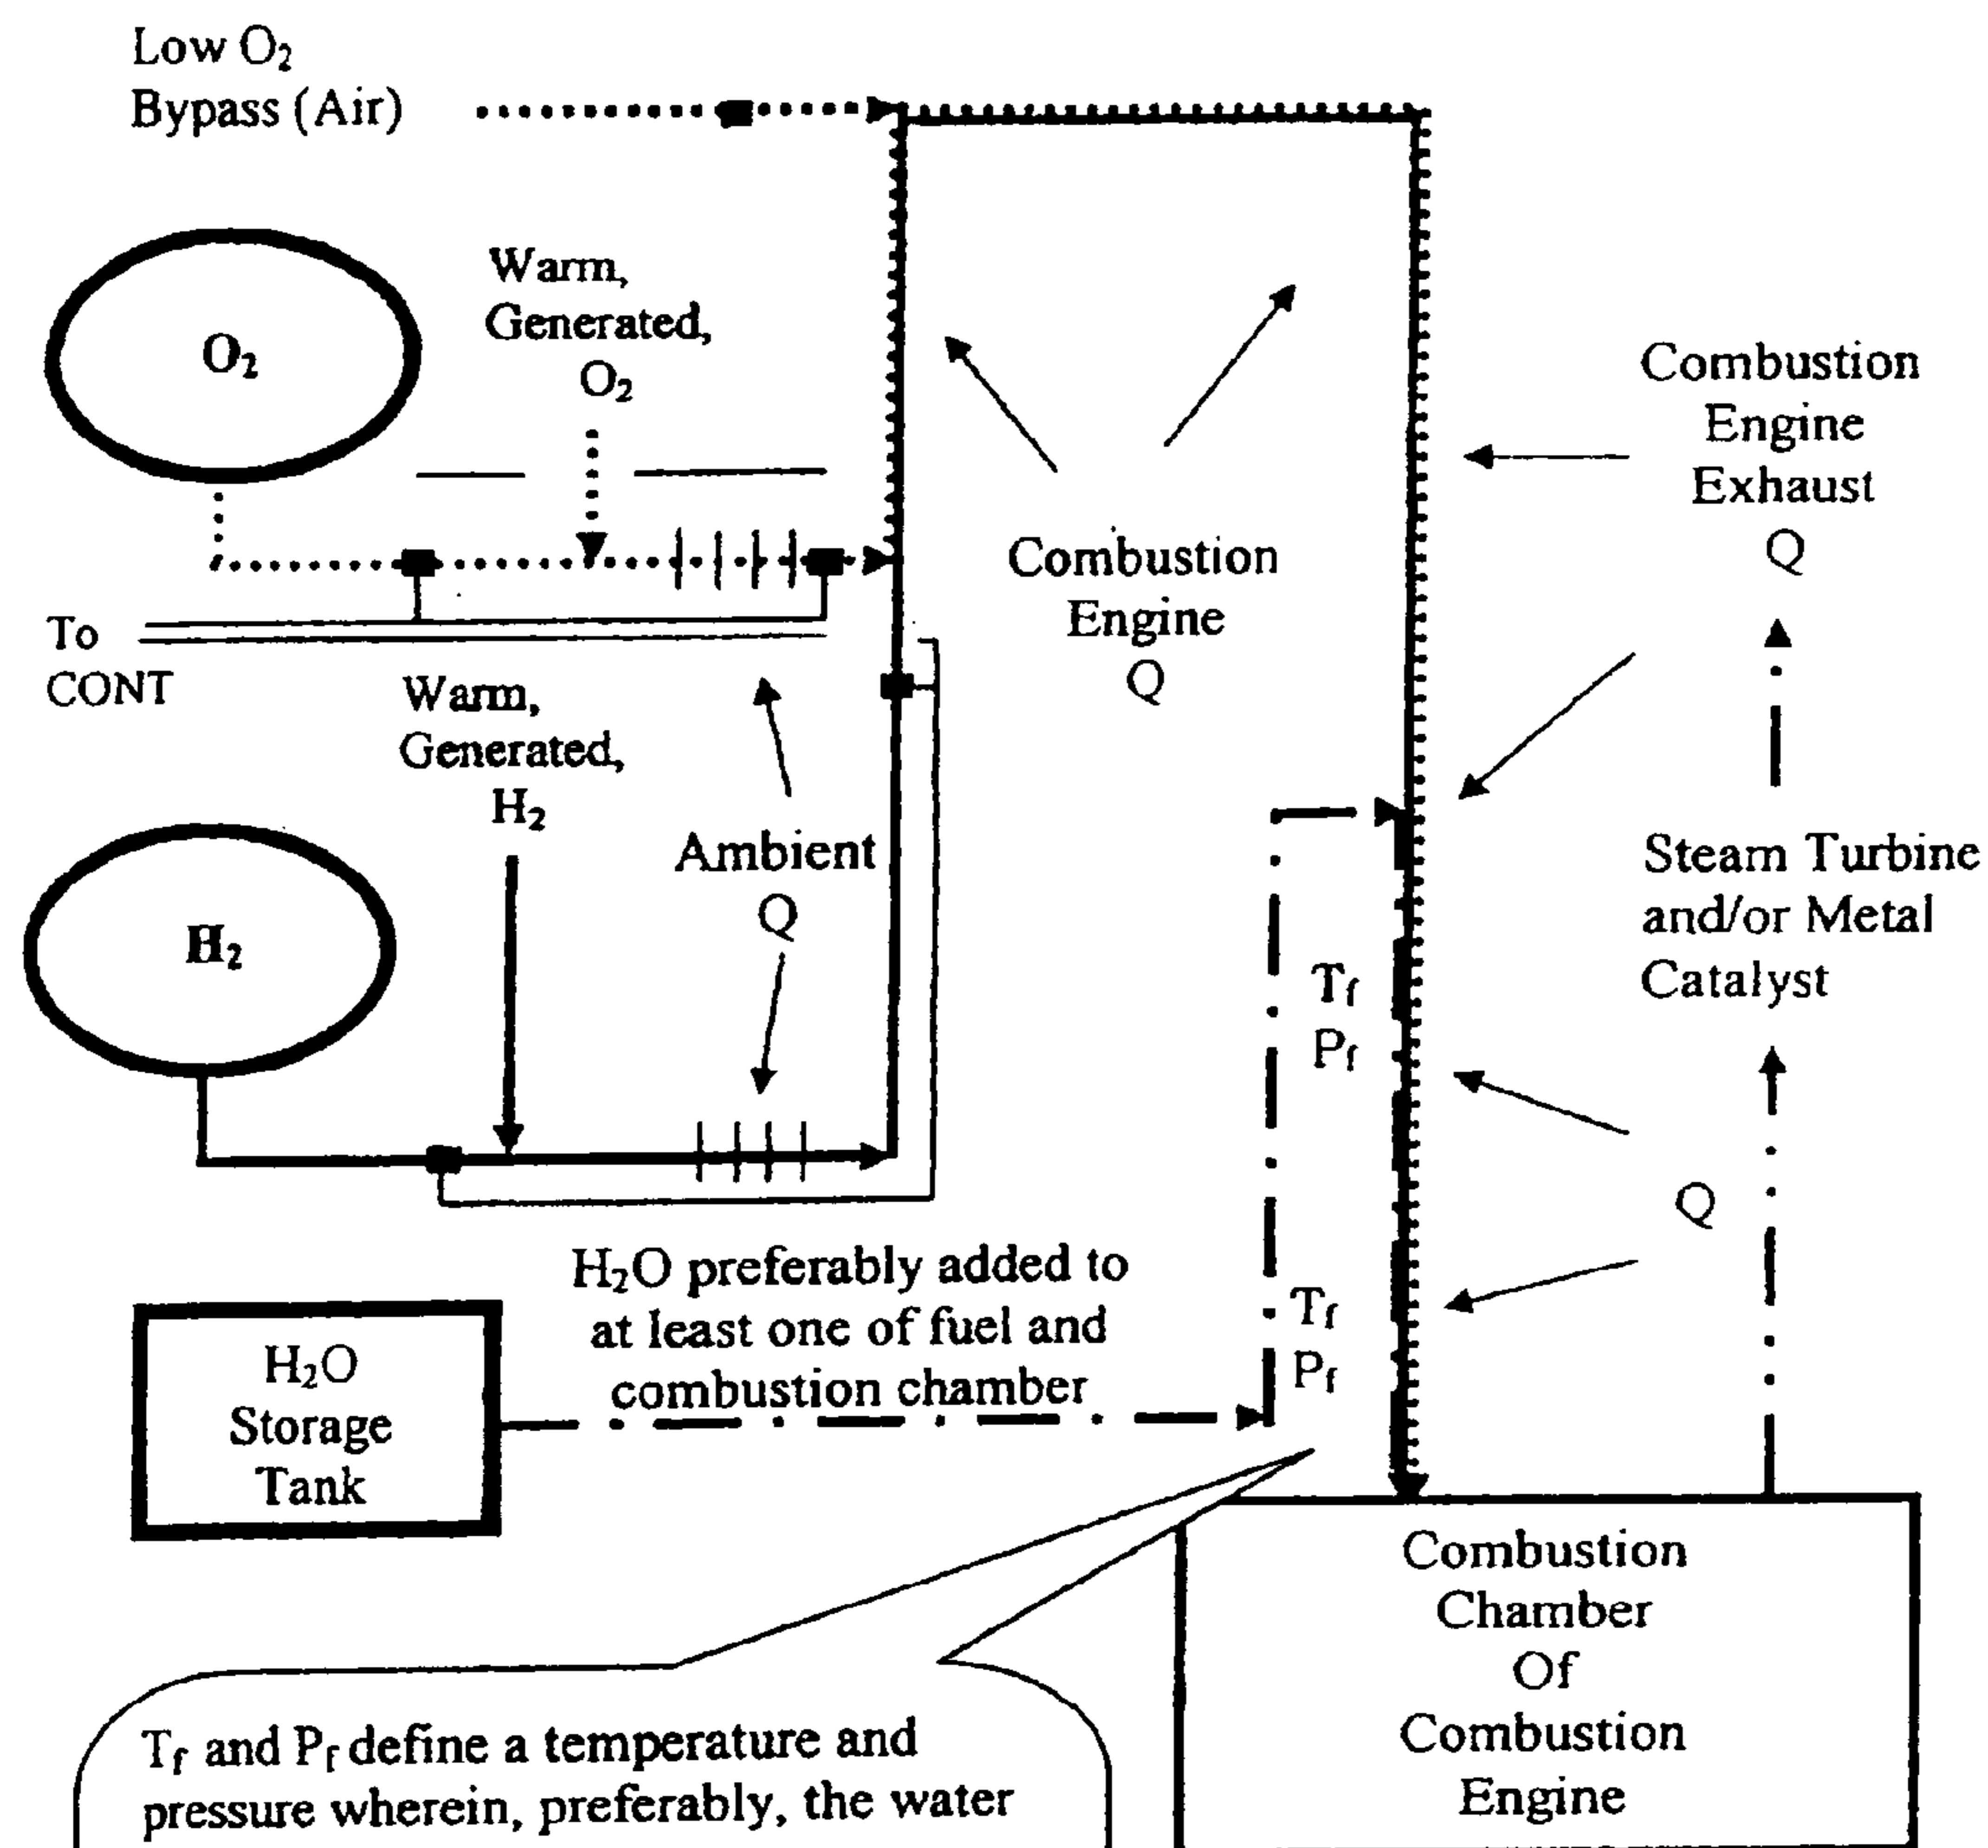 Low O₂
Bypass (Air)
O₂
Warm,
Generated,
O₂
Combustion
Engine
Exhaust
Q
Combustion
Engine
Q
To
CONT
Warm,
Generated,
H₂
Ambient
Q
H₂
Steam Turbine
and/or Metal
Catalyst
T_f
P_f
Q
H₂O preferably added to
at least one of fuel and
combustion chamber
T_f
P_f
H₂O
Storage
Tank
Combustion
Chamber
Of
Combustion
Engine
T_f and P_f define a temperature and
pressure wherein, preferably, the water